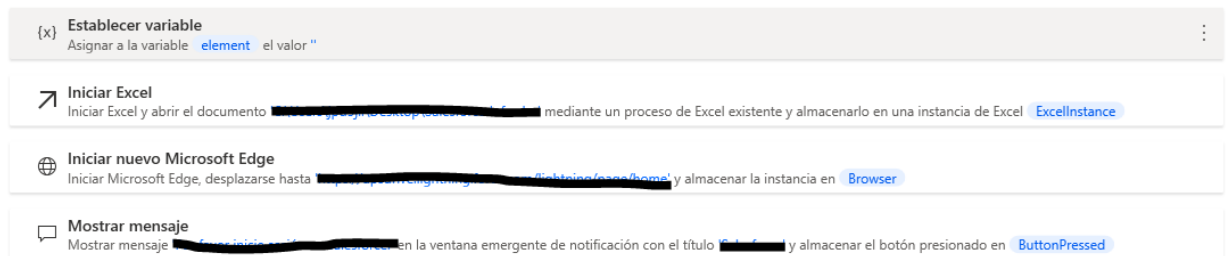 {x} Establecer variable
Asignar a la variable element el valor ''
Iniciar Excel
Iniciar Excel y abrir el documento mediante un proceso de Excel existente y almacenarlo en una instancia de Excel ExcelInstance
Iniciar nuevo Microsoft Edge
Iniciar Microsoft Edge, desplazarse hasta ' /lightning/page/home' y almacenar la instancia en Browser
Mostrar mensaje
Mostrar mensaje en la ventana emergente de notificación con el título y almacenar el botón presionado en ButtonPressed